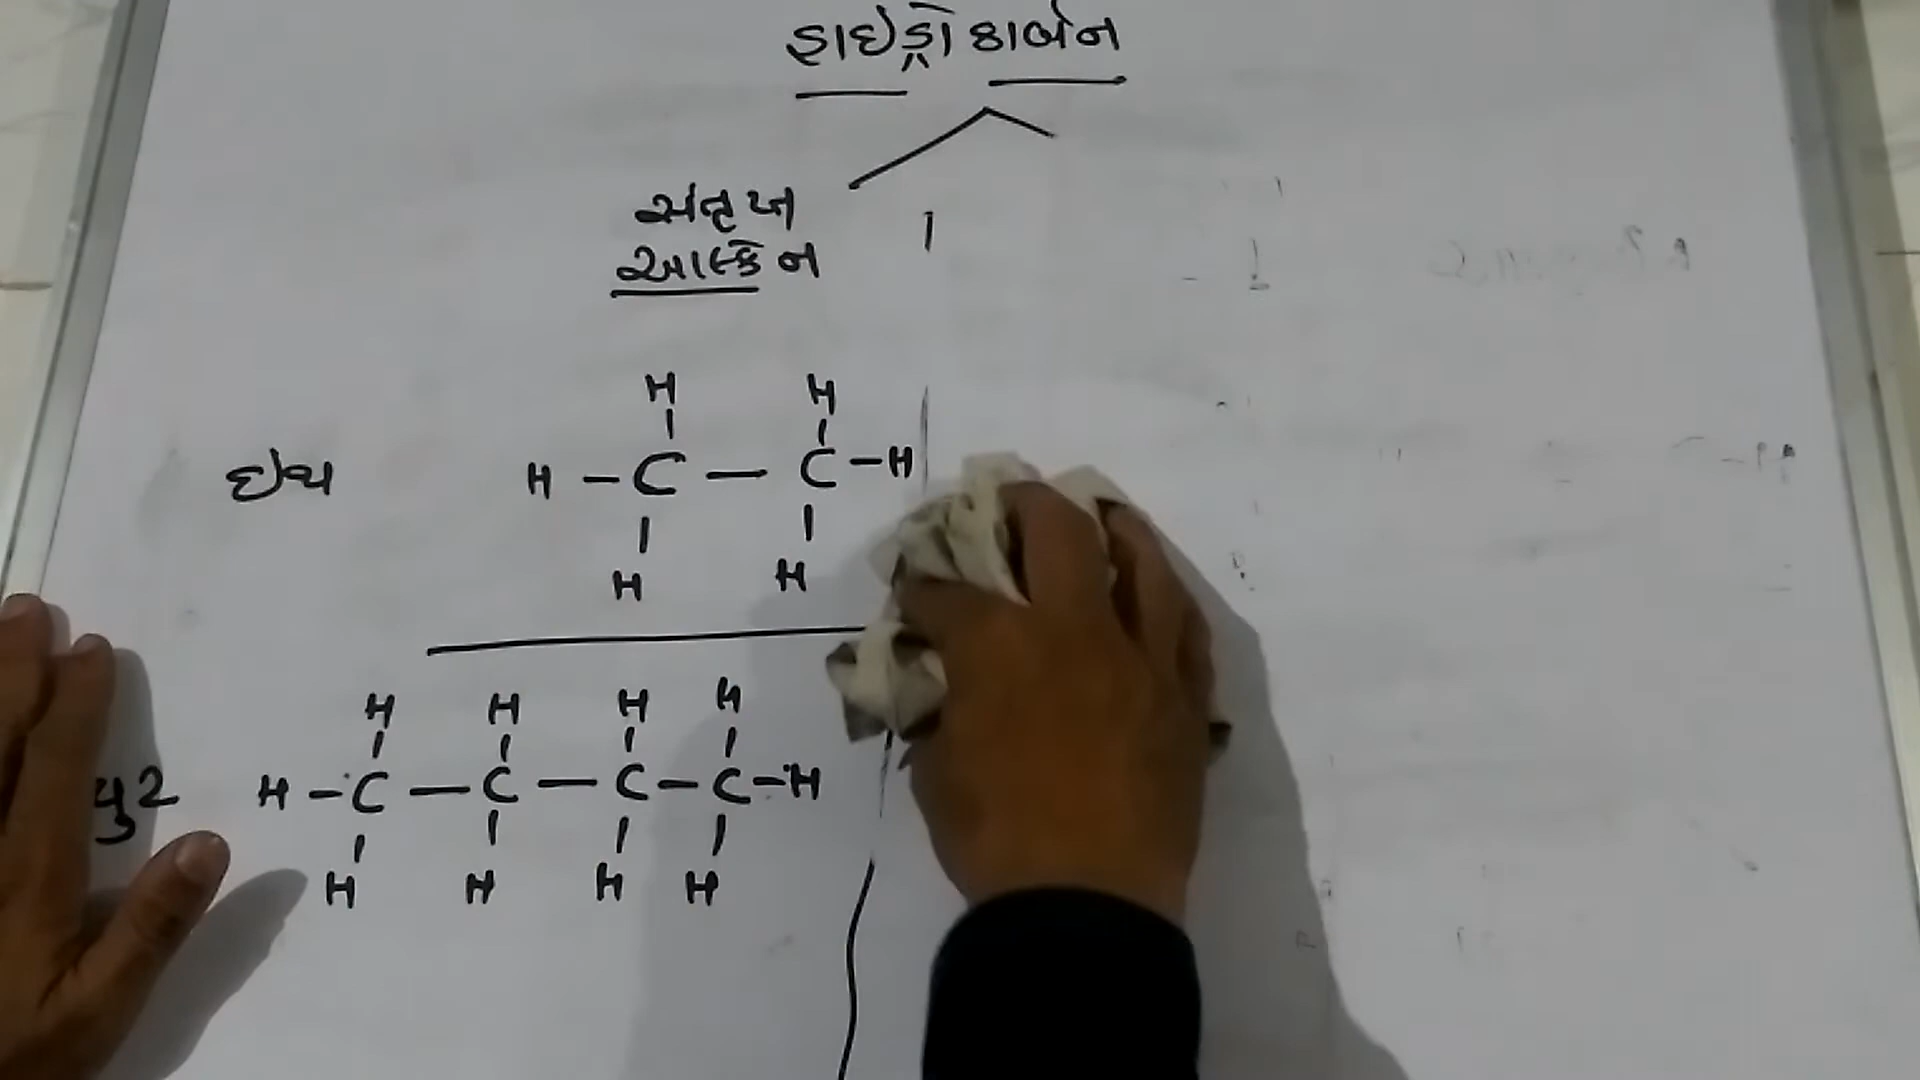 હાઇડ્રોકાર્બન
સંતૃપ્ત
આલ્કેન
H H
ઇથ H – C — C – H
H H
H H H H
H – C — C — C – C – H
H H H H